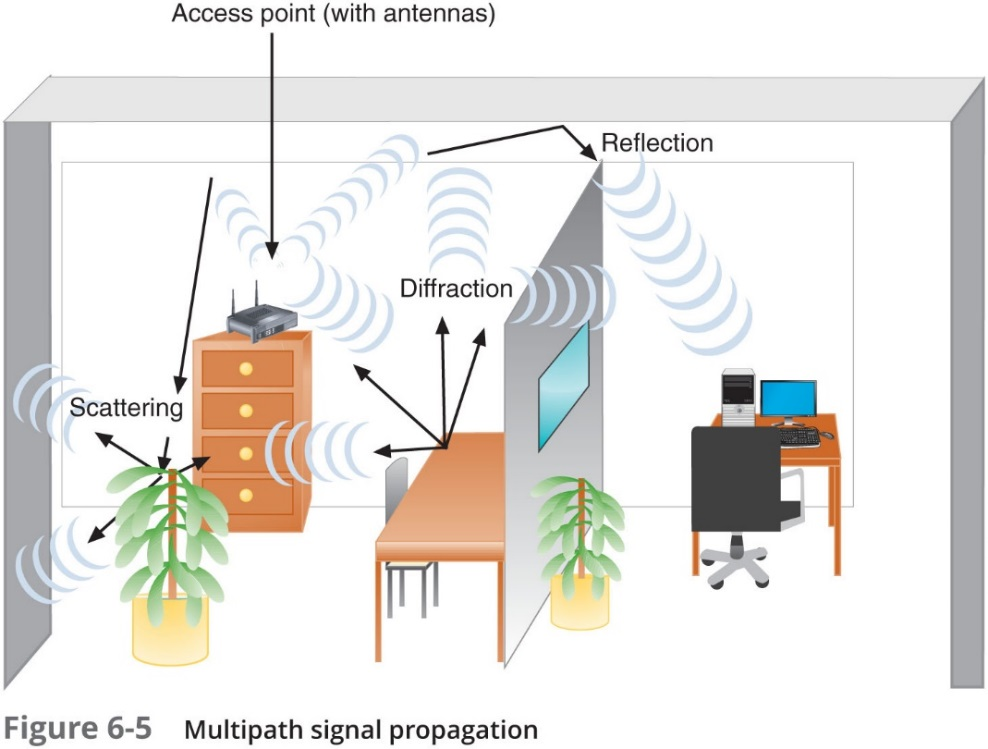 Access point (with antennas)
Reflection
Diffraction
Scattering
Figure 6-5 Multipath signal propagation